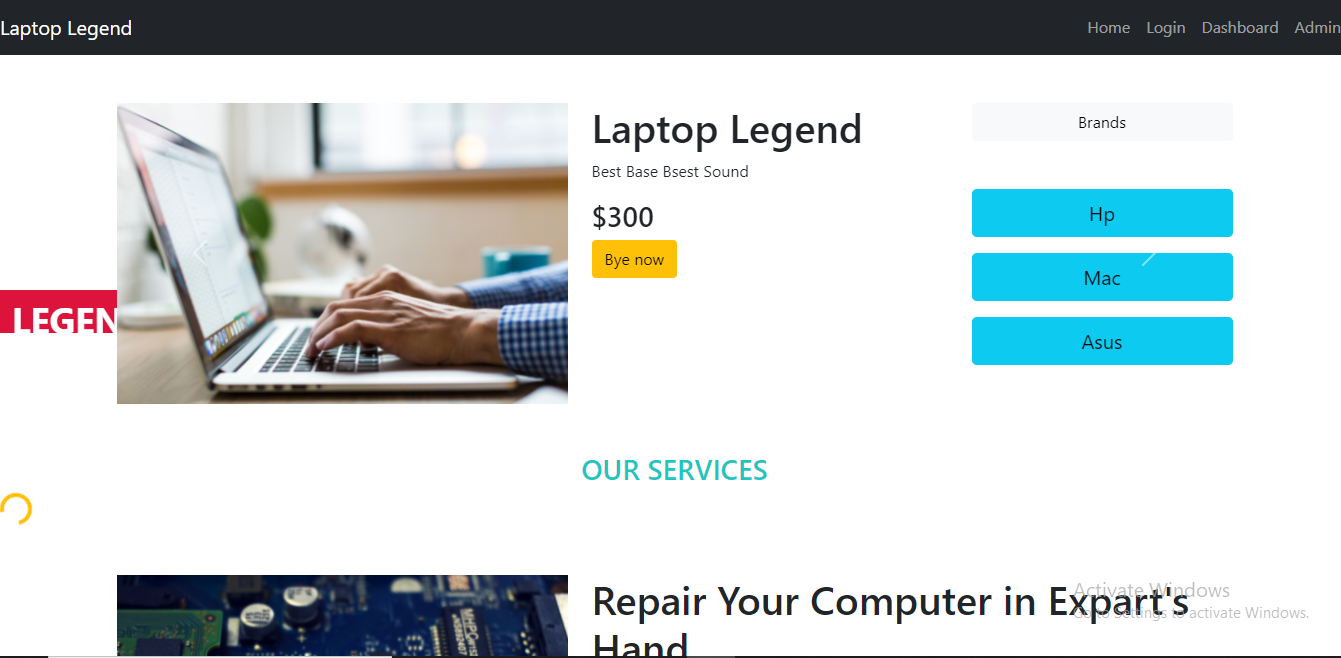 Laptop Legend
Home Login Dashboard Admin
Laptop Legend
Best Base Bsest Sound
$300
Bye now
Brands
Hp
Mac
Asus
LEGEN
OUR SERVICES
Repair Your Computer in Expart's
Hand
Activate Windows
Go to Settings to activate Windows.